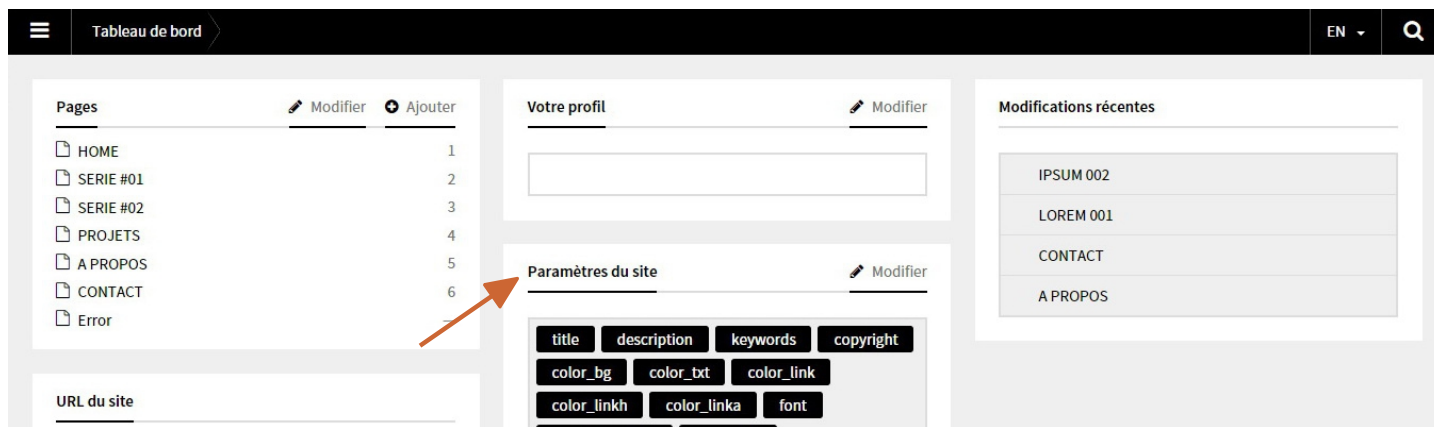 Tableau de bord
EN
Pages
Modifier
Ajouter
HOME 1
SERIE #01 2
SERIE #02 3
PROJETS 4
A PROPOS 5
CONTACT 6
Error —
URL du site
Votre profil
Modifier
Paramètres du site
Modifier
title description keywords copyright
color_bg color_txt color_link
color_linkh color_linka font
Modifications récentes
IPSUM 002
LOREM 001
CONTACT
A PROPOS